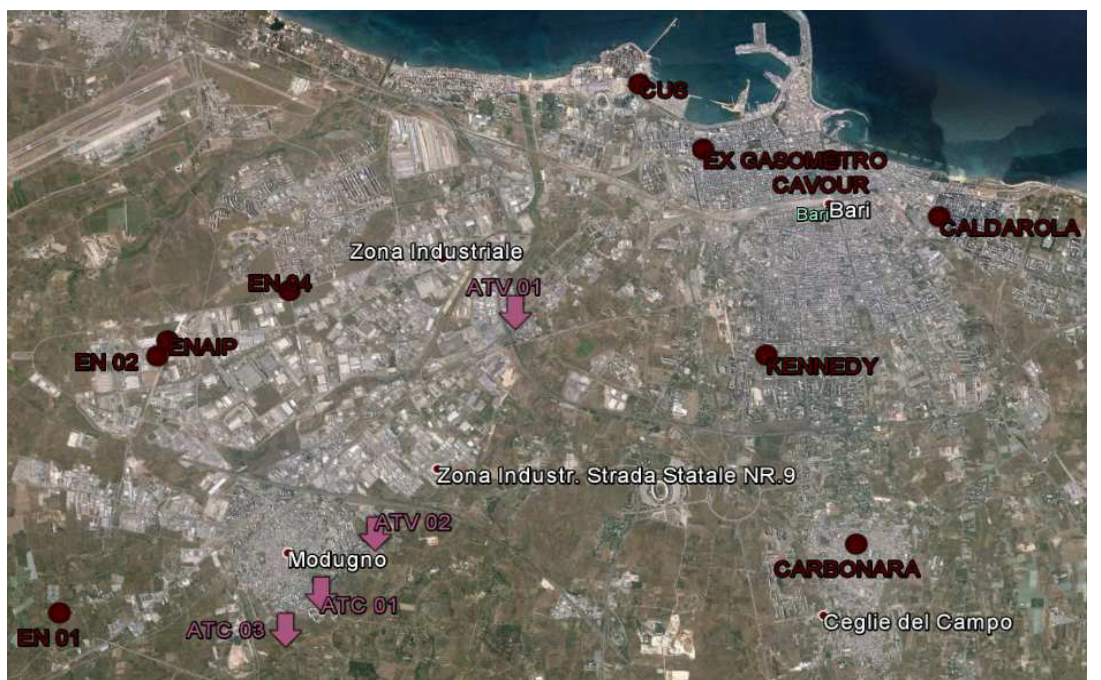 CUS
EX GASOMETRO
CAVOUR
Bari Bari
CALDAROLA
Zona Industriale
EN 04
ATV 01
EN 02 ENAIP
KENNEDY
Zona Industr. Strada Statale NR.9
ATV 02
Modugno
CARBONARA
ATC 01
Ceglie del Campo
ATC 03
EN 01